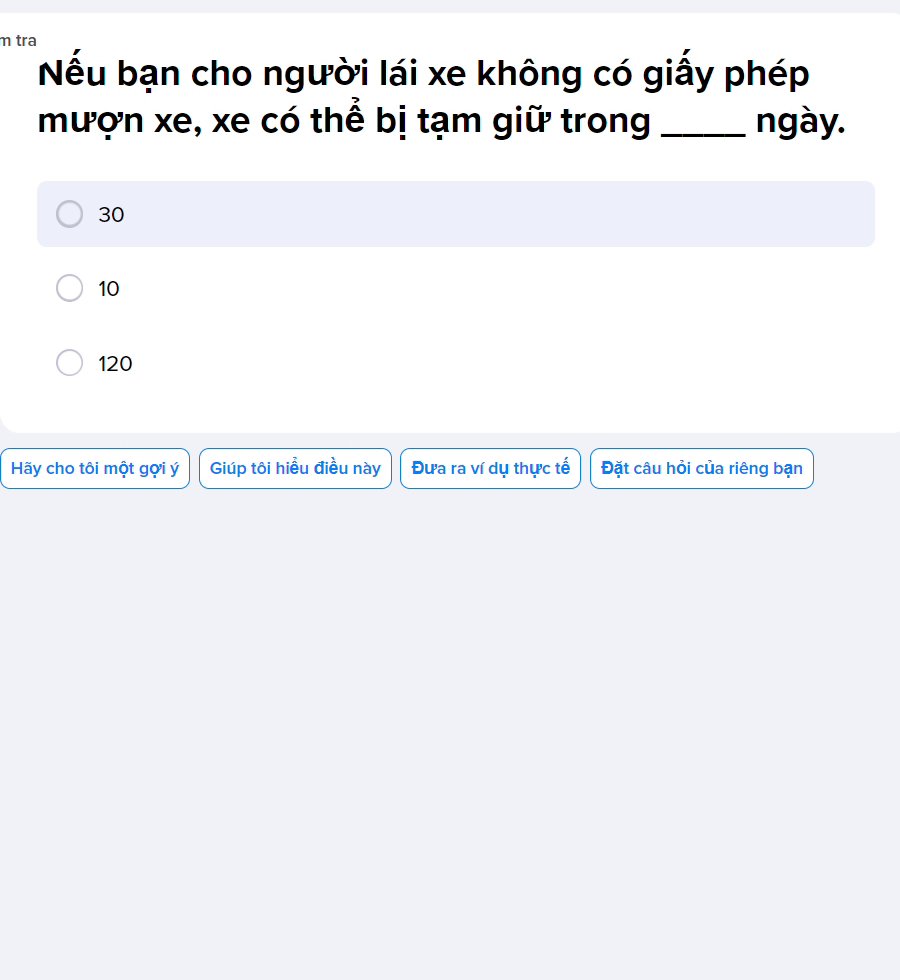 m tra
Nếu bạn cho người lái xe không có giấy phép
mượn xe, xe có thể bị tạm giữ trong ____ ngày.
30
10
120
Hãy cho tôi một gợi ý
Giúp tôi hiểu điều này
Đưa ra ví dụ thực tế
Đặt câu hỏi của riêng bạn